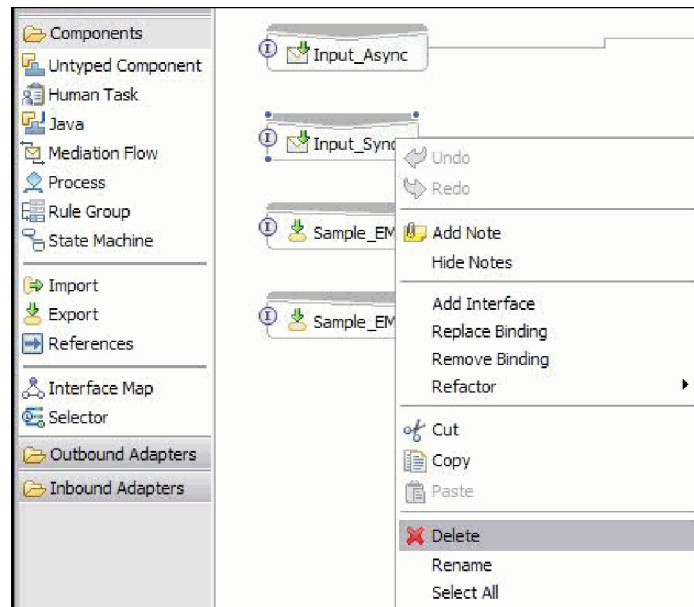 Components
Untyped Component
Human Task
Java
Mediation Flow
Process
Rule Group
State Machine
Import
Export
References
Interface Map
Selector
Outbound Adapters
Inbound Adapters
Input_Async
Input_Sync
Sample_EM
Sample_EM
Undo
Redo
Add Note
Hide Notes
Add Interface
Replace Binding
Remove Binding
Refactor
Cut
Copy
Paste
Delete
Rename
Select All